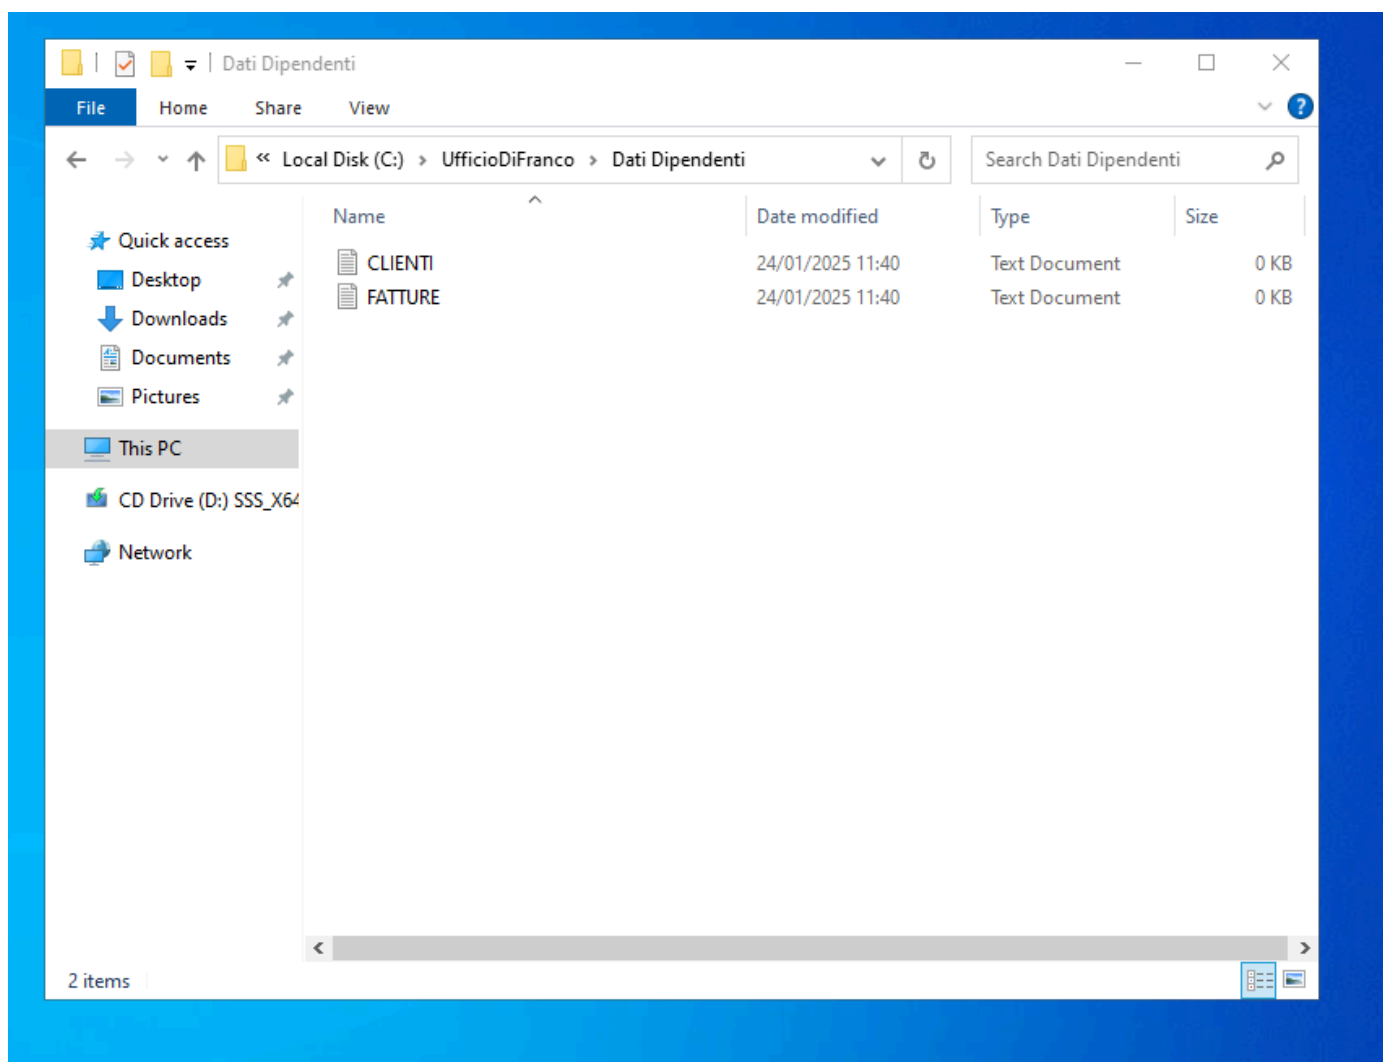 Dati Dipendenti
File Home Share View
« Local Disk (C:) › UfficioDiFranco › Dati Dipendenti
Search Dati Dipendenti
Name Date modified Type Size
Quick access
Desktop
Downloads
Documents
Pictures
This PC
CD Drive (D:) SSS_X64
Network
CLIENTI 24/01/2025 11:40 Text Document 0 KB
FATTURE 24/01/2025 11:40 Text Document 0 KB
2 items